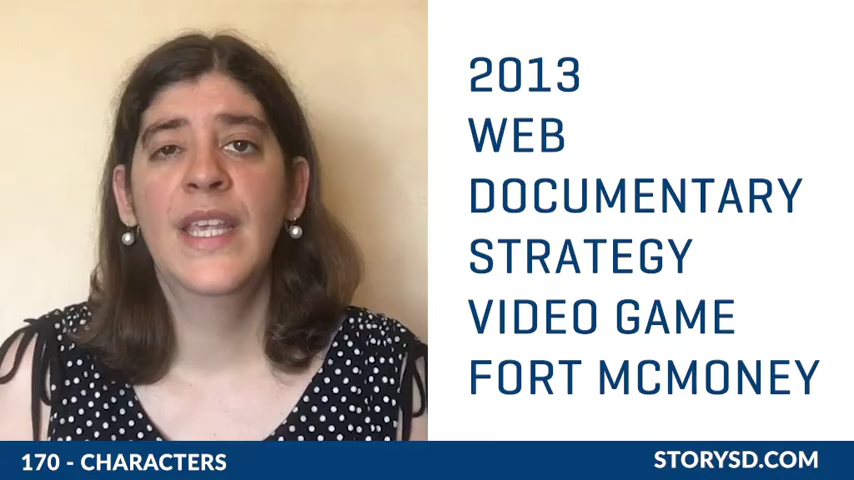 2013
WEB
DOCUMENTARY
STRATEGY
VIDEO GAME
FORT MCMONEY
170 - CHARACTERS
STORYSD.COM